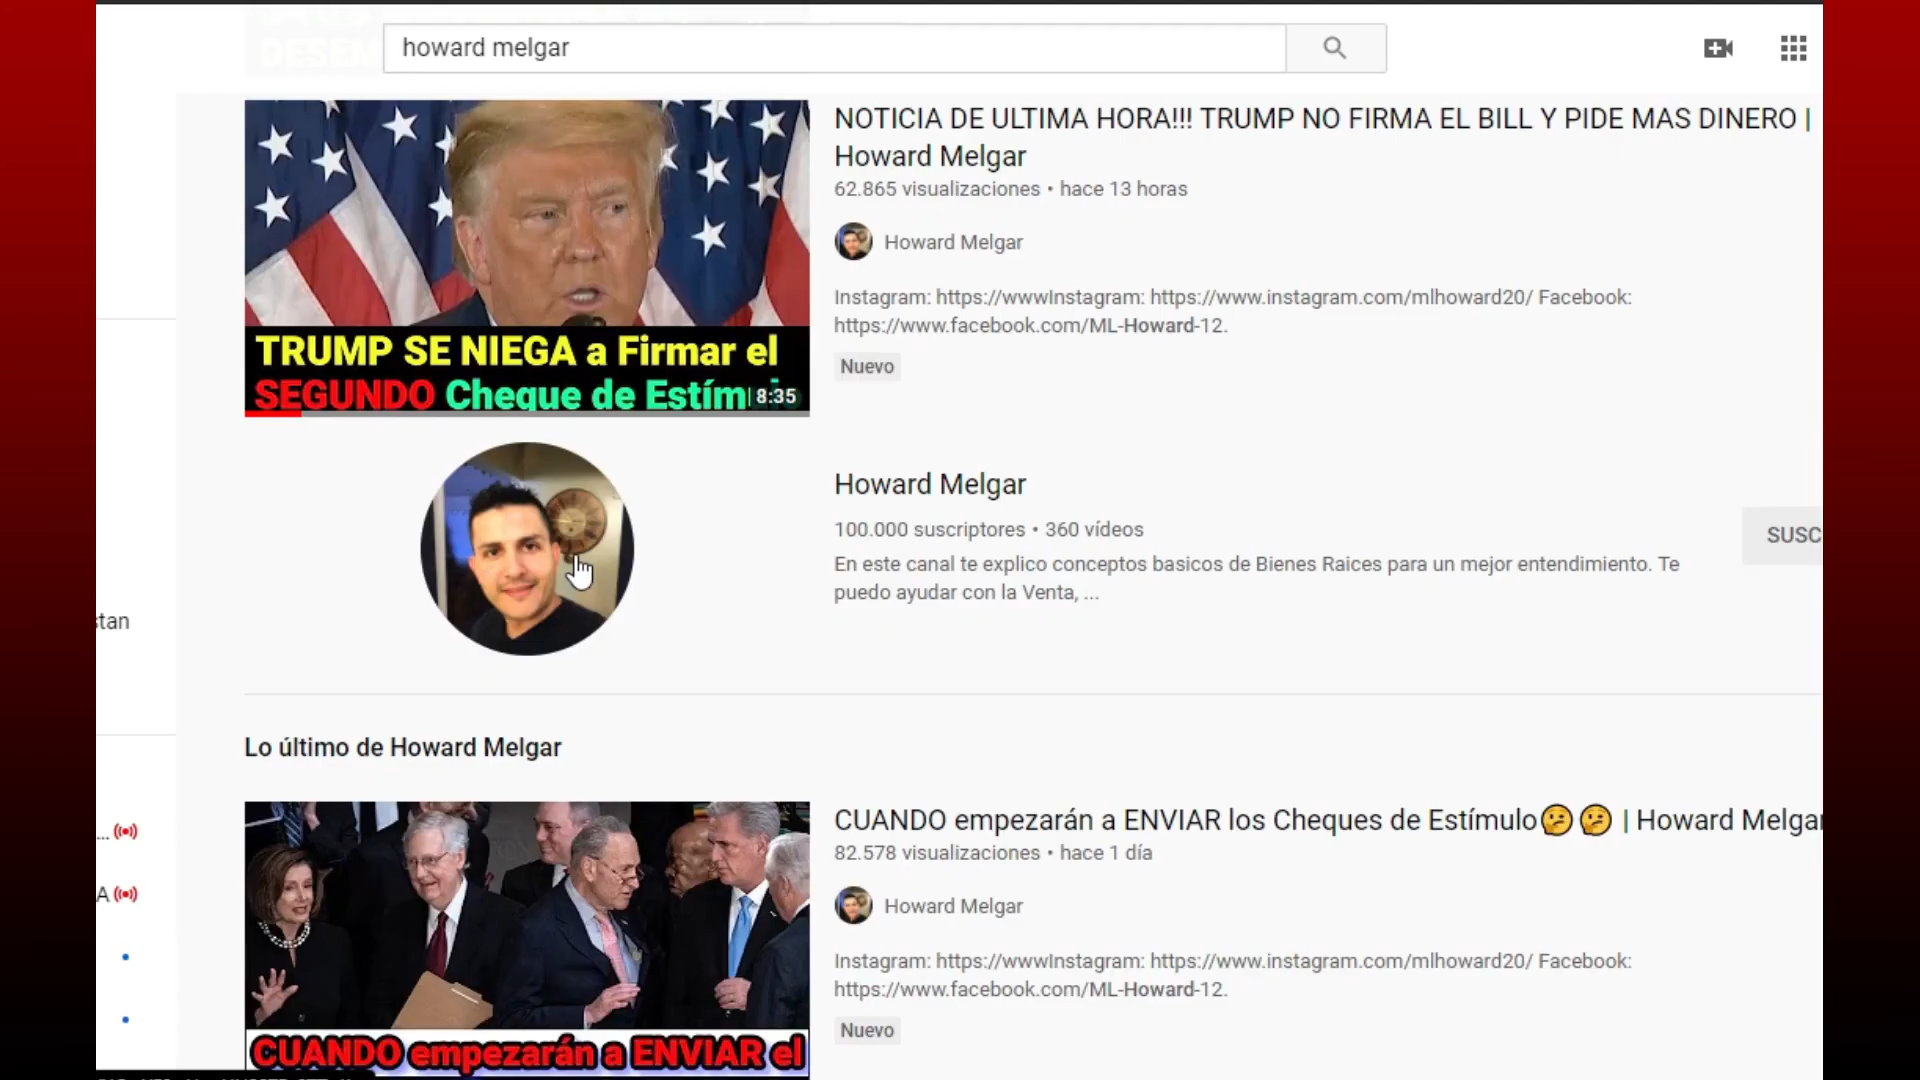 howard melgar
NOTICIA DE ULTIMA HORA!!! TRUMP NO FIRMA EL BILL Y PIDE MAS DINERO |
Howard Melgar
62.865 visualizaciones • hace 13 horas
Howard Melgar
Instagram: https://wwwInstagram: https://www.instagram.com/mlhoward20/ Facebook:
https://www.facebook.com/ML-Howard-12.
Nuevo
TRUMP SE NIEGA a Firmar el
SEGUNDO Cheque de
8:35
Howard Melgar
100.000 suscriptores • 360 vídeos
En este canal te explico conceptos basicos de Bienes Raices para un mejor entendimiento. Te
puedo ayudar con la Venta, ...
SUSC
stan
Lo último de Howard Melgar
CUANDO empezarán a ENVIAR los Cheques de Estímulo🤔🤔 | Howard Melgar
82.578 visualizaciones • hace 1 día
... 
A
Howard Melgar
Instagram: https://wwwInstagram: https://www.instagram.com/mlhoward20/ Facebook:
https://www.facebook.com/ML-Howard-12.
Nuevo
CUANDO empezarán a ENVIAR el